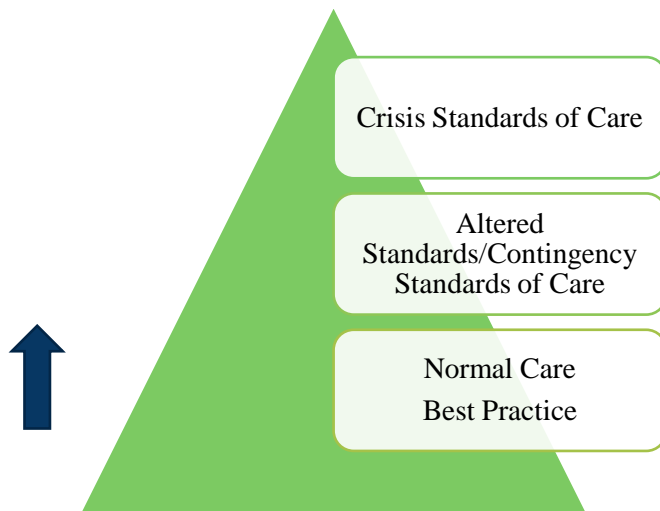 Crisis Standards of Care
Altered
Standards/Contingency
Standards of Care
Normal Care
Best Practice